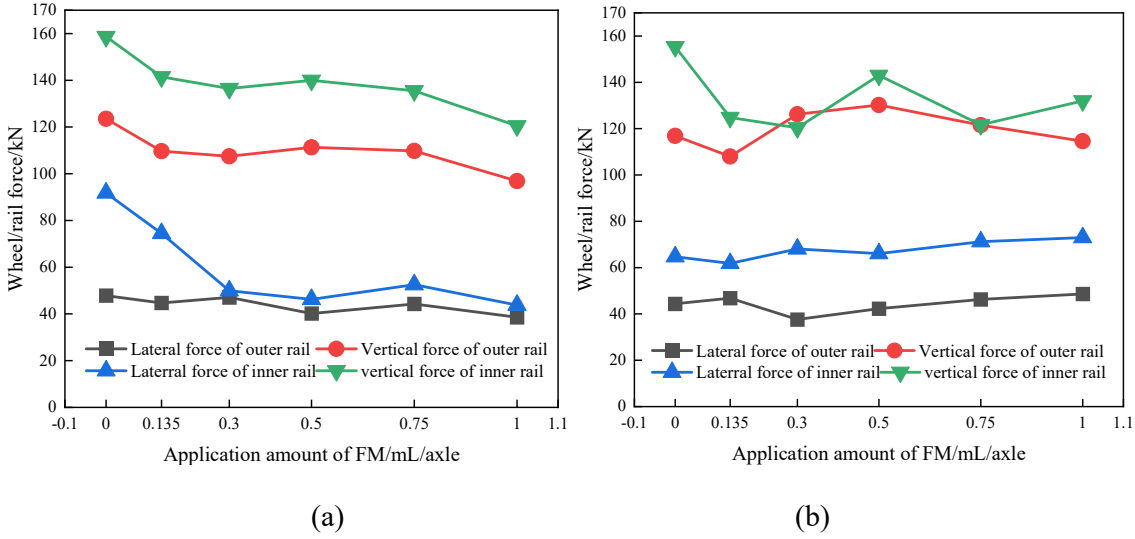 170
160
140
120
100
80
60
40
20
0
Wheel/rail force/kN
Lateral force of outer rail
Vertical force of outer rail
Laterral force of inner rail
vertical force of inner rail
-0.1 0 0.135 0.3 0.5 0.75 1 1.1
Application amount of FM/mL/axle
(a)
170
160
140
120
100
80
60
40
20
0
Wheel/rail force/kN
Lateral force of outer rail
Vertical force of outer rail
Laterral force of inner rail
vertical force of inner rail
-0.1 0 0.135 0.3 0.5 0.75 1 1.1
Application amount of FM/mL/axle
(b)